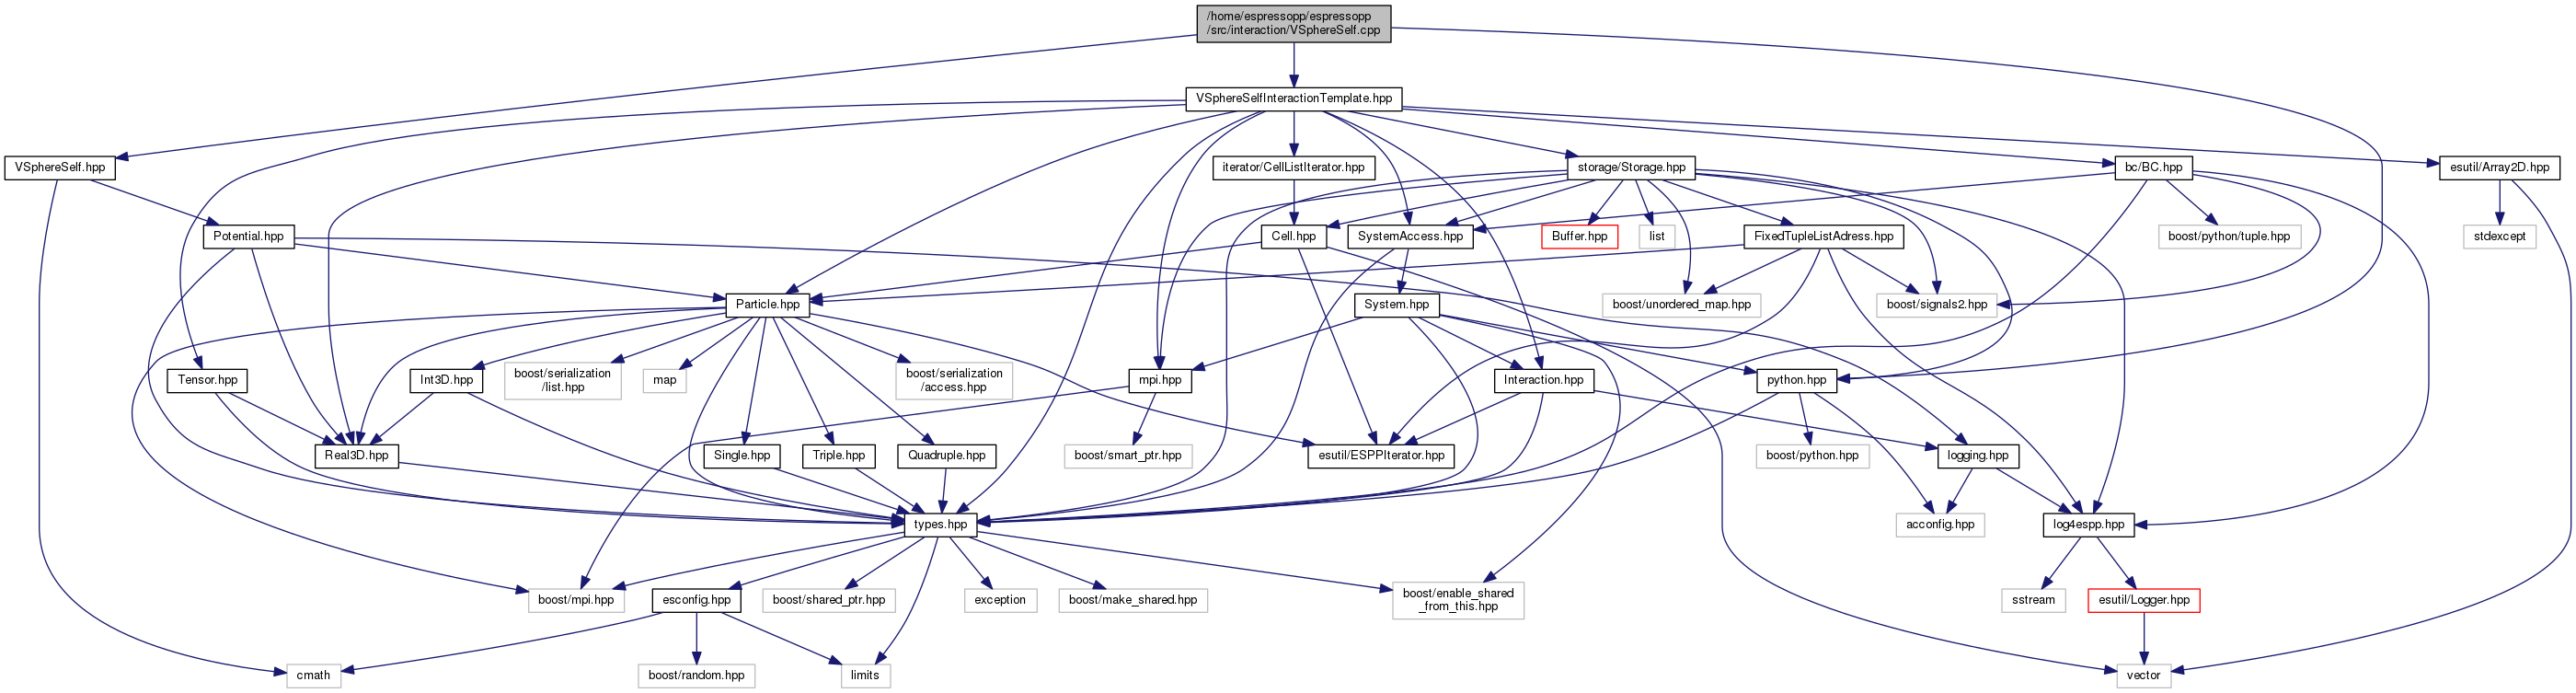 /home/espressopp/espressopp
/src/interaction/VSphereSelf.cpp
VSphereSelfInteractionTemplate.hpp
VSphereSelf.hpp
iterator/CellListIterator.hpp
storage/Storage.hpp
bc/BC.hpp
esutil/Array2D.hpp
Potential.hpp
Cell.hpp
SystemAccess.hpp
Buffer.hpp
list
FixedTupleListAdress.hpp
boost/python/tuple.hpp
stdexcept
Particle.hpp
System.hpp
boost/unordered_map.hpp
boost/signals2.hpp
Tensor.hpp
Int3D.hpp
boost/serialization
/list.hpp
map
boost/serialization
/access.hpp
mpi.hpp
Interaction.hpp
python.hpp
Real3D.hpp
Single.hpp
Triple.hpp
Quadruple.hpp
boost/smart_ptr.hpp
esutil/ESPPIterator.hpp
boost/python.hpp
logging.hpp
types.hpp
acconfig.hpp
log4espp.hpp
boost/mpi.hpp
esconfig.hpp
boost/shared_ptr.hpp
exception
boost/make_shared.hpp
boost/enable_shared
_from_this.hpp
sstream
esutil/Logger.hpp
cmath
boost/random.hpp
limits
vector